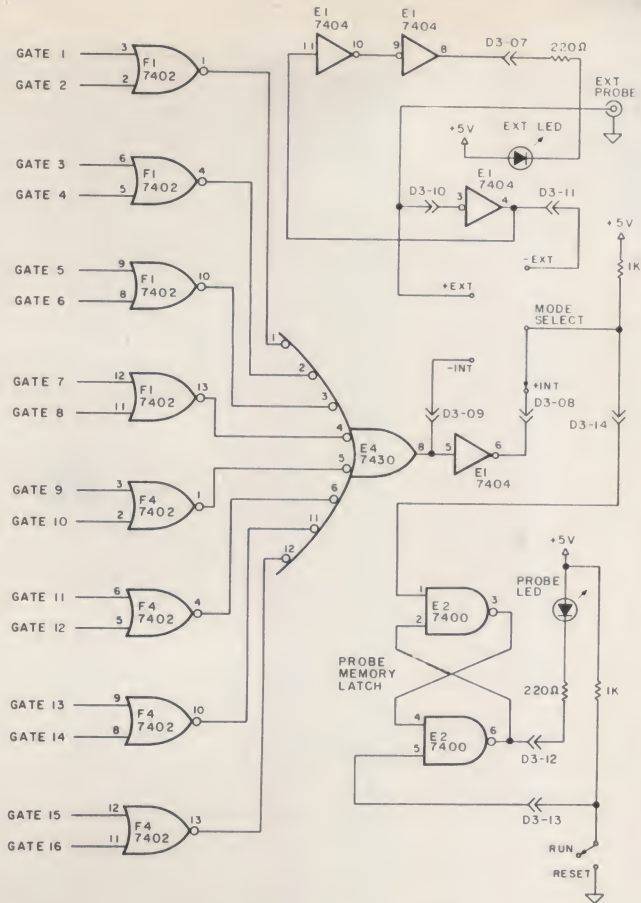 GATE 1
GATE 2
3
2
F1
7402
1
GATE 3
GATE 4
6
5
F1
7402
4
GATE 5
GATE 6
9
8
F1
7402
10
GATE 7
GATE 8
12
11
F1
7402
13
GATE 9
GATE 10
3
2
F4
7402
1
GATE 11
GATE 12
6
5
F4
7402
4
GATE 13
GATE 14
9
8
F4
7402
10
GATE 15
GATE 16
12
11
F4
7402
13
1
2
3
4
5
6
11
12
E4
7430
8
E1
7404
11
10
E1
7404
9
8
D3-07
220Ω
EXT
PROBE
+5V
EXT LED
D3-10
3
E1
7404
4
D3-11
-EXT
+EXT
+5V
1K
MODE
SELECT
-INT
+INT
D3-09
D3-08
D3-14
5
6
E1
7404
1
2
E2
7400
3
PROBE
MEMORY
LATCH
4
5
E2
7400
6
+5V
PROBE
LED
220Ω
1K
D3-12
D3-13
RUN
RESET